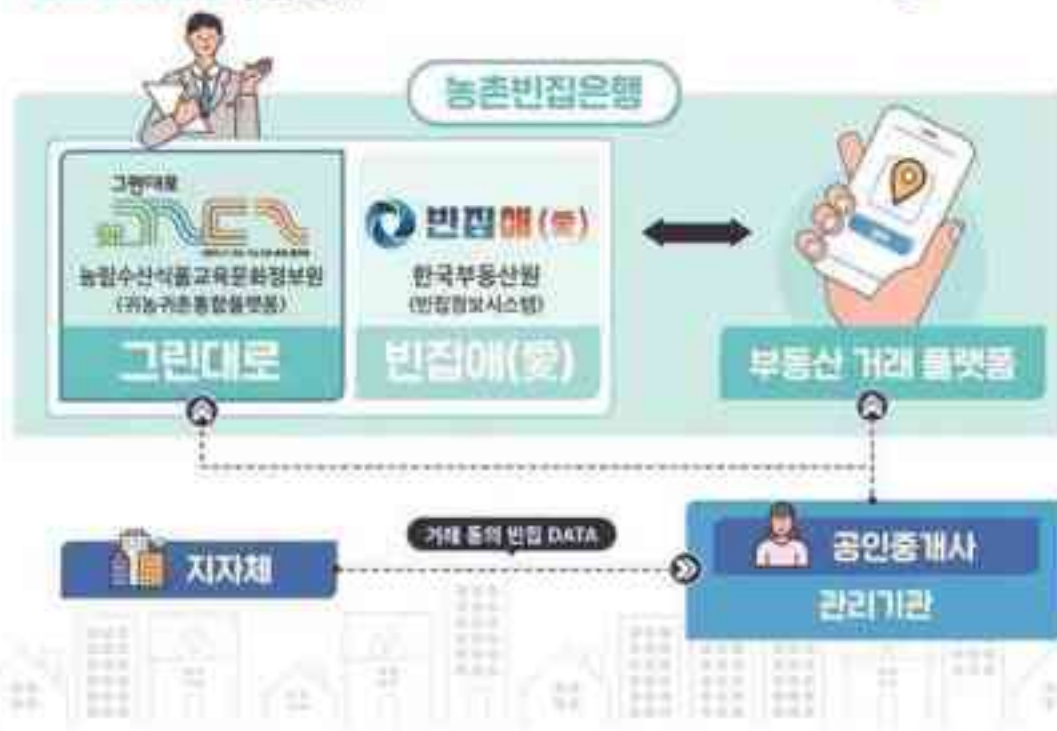 농촌빈집은행
그린대로
농림수산식품교육문화정보원
(귀농귀촌통합플랫폼)
그린대로
빈집애(愛)
한국부동산원
(빈집정보시스템)
빈집애(愛)
부동산 거래 플랫폼
지자체
거래 동의 빈집 DATA
공인중개사
관리기관